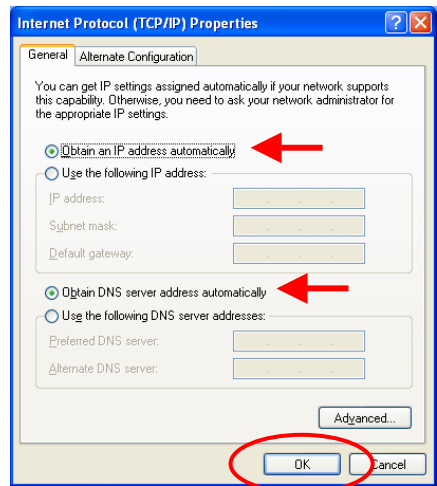 Internet Protocol (TCP/IP) Properties
General Alternate Configuration
You can get IP settings assigned automatically if your network supports
this capability. Otherwise, you need to ask your network administrator for
the appropriate IP settings.
Obtain an IP address automatically
Use the following IP address:
IP address:
Subnet mask:
Default gateway:
Obtain DNS server address automatically
Use the following DNS server addresses:
Preferred DNS server:
Alternate DNS server:
Advanced...
OK Cancel